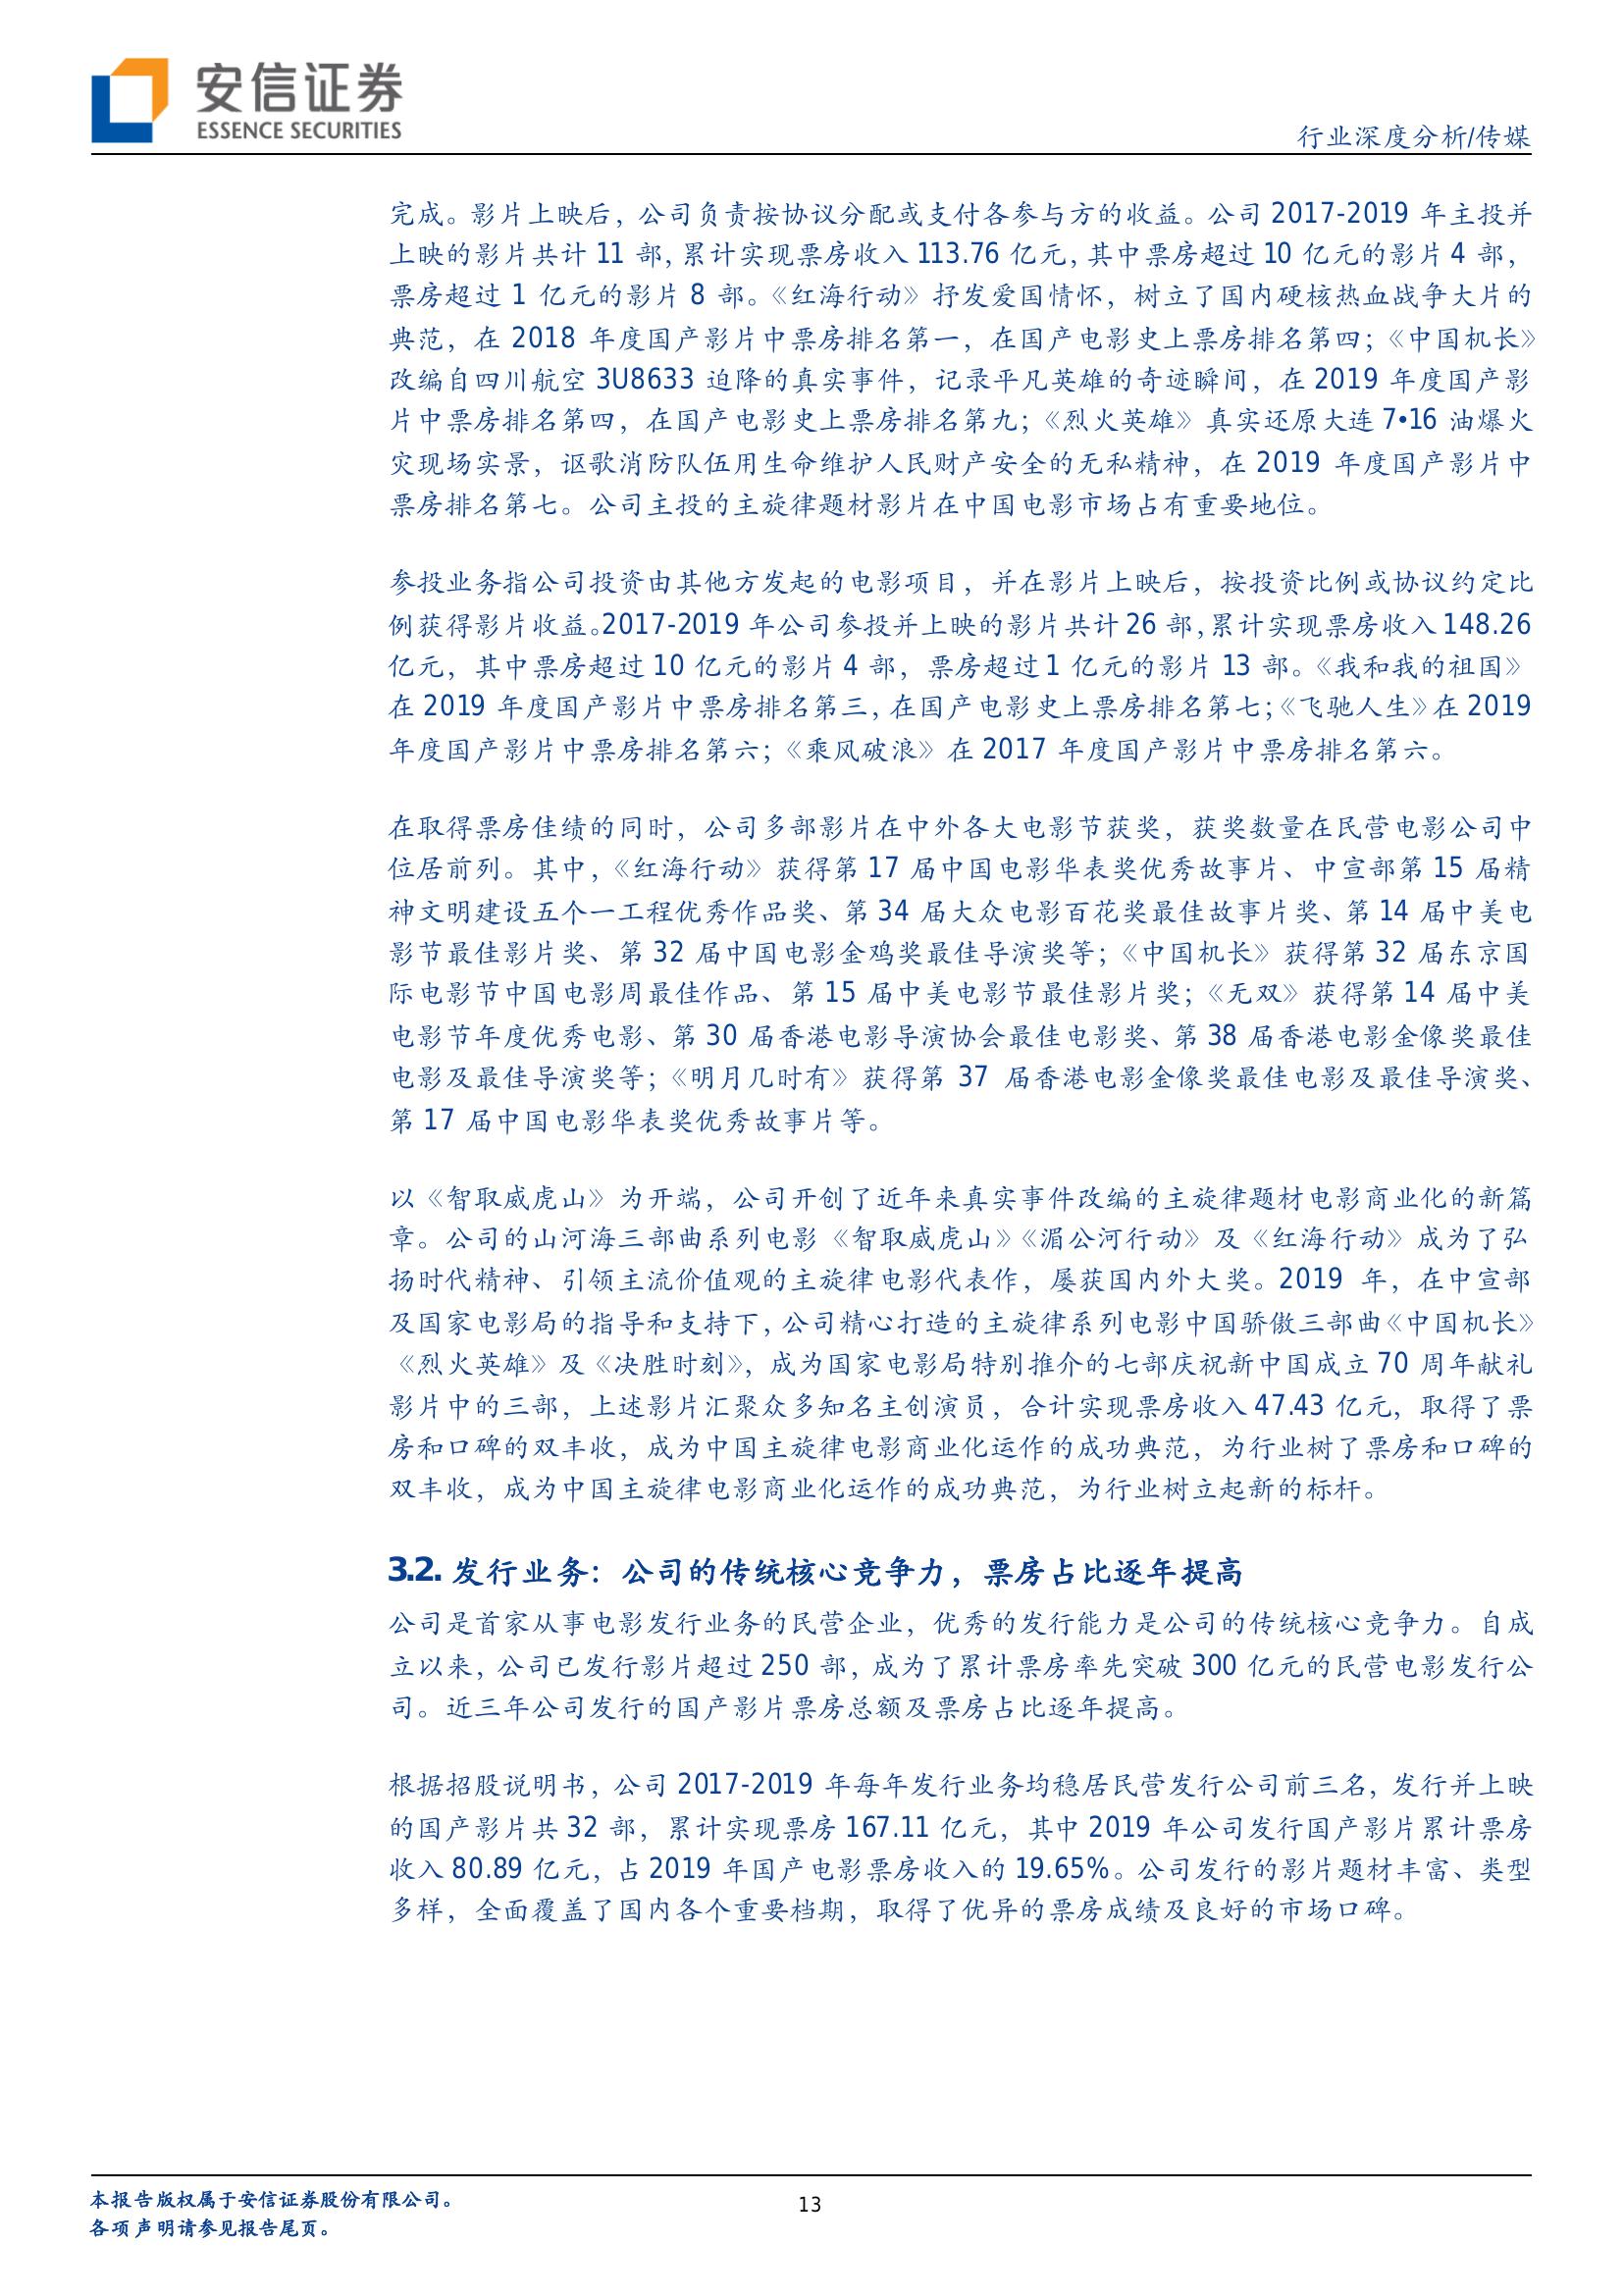 安信证券
ESSENCE SECURITIES
行业深度分析/传媒
完成。影片上映后，公司负责按协议分配或支付各参与方的收益。公司 2017-2019 年主投并
上映的影片共计 11 部，累计实现票房收入 113.76 亿元，其中票房超过 10 亿元的影片 4 部，
票房超过 1 亿元的影片 8 部。《红海行动》抒发爱国情怀，树立了国内硬核热血战争大片的
典范，在 2018 年度国产影片中票房排名第一，在国产电影史上票房排名第四；《中国机长》
改编自四川航空 3U8633 迫降的真实事件，记录平凡英雄的奇迹瞬间，在 2019 年度国产影
片中票房排名第四，在国产电影史上票房排名第九；《烈火英雄》真实还原大连 7•16 油爆火
灾现场实景，讴歌消防队伍用生命维护人民财产安全的无私精神，在 2019 年度国产影片中
票房排名第七。公司主投的主旋律题材影片在中国电影市场占有重要地位。
参投业务指公司投资由其他方发起的电影项目，并在影片上映后，按投资比例或协议约定比
例获得影片收益。2017-2019 年公司参投并上映的影片共计 26 部，累计实现票房收入 148.26
亿元，其中票房超过 10 亿元的影片 4 部，票房超过 1 亿元的影片 13 部。《我和我的祖国》
在 2019 年度国产影片中票房排名第三，在国产电影史上票房排名第七；《飞驰人生》在 2019
年度国产影片中票房排名第六；《乘风破浪》在 2017 年度国产影片中票房排名第六。
在取得票房佳绩的同时，公司多部影片在中外各大电影节获奖，获奖数量在民营电影公司中
位居前列。其中，《红海行动》获得第 17 届中国电影华表奖优秀故事片、中宣部第 15 届精
神文明建设五个一工程优秀作品奖、第 34 届大众电影百花奖最佳故事片奖、第 14 届中美电
影节最佳影片奖、第 32 届中国电影金鸡奖最佳导演奖等；《中国机长》获得第 32 届东京国
际电影节中国电影周最佳作品、第 15 届中美电影节最佳影片奖；《无双》获得第 14 届中美
电影节年度优秀电影、第 30 届香港电影导演协会最佳电影奖、第 38 届香港电影金像奖最佳
电影及最佳导演奖等；《明月几时有》获得第 37 届香港电影金像奖最佳电影及最佳导演奖、
第 17 届中国电影华表奖优秀故事片等。
以《智取威虎山》为开端，公司开创了近年来真实事件改编的主旋律题材电影商业化的新篇
章。公司的山河海三部曲系列电影《智取威虎山》《湄公河行动》及《红海行动》成为了弘
扬时代精神、引领主流价值观的主旋律电影代表作，屡获国内外大奖。2019 年，在中宣部
及国家电影局的指导和支持下，公司精心打造的主旋律系列电影中国骄傲三部曲《中国机长》
《烈火英雄》及《决胜时刻》，成为国家电影局特别推介的七部庆祝新中国成立 70 周年献礼
影片中的三部，上述影片汇聚众多知名主创演员，合计实现票房收入 47.43 亿元，取得了票
房和口碑的双丰收，成为中国主旋律电影商业化运作的成功典范，为行业树了票房和口碑的
双丰收，成为中国主旋律电影商业化运作的成功典范，为行业树立起新的标杆。
3.2. 发行业务：公司的传统核心竞争力，票房占比逐年提高
公司是首家从事电影发行业务的民营企业，优秀的发行能力是公司的传统核心竞争力。自成
立以来，公司已发行影片超过 250 部，成为了累计票房率先突破 300 亿元的民营电影发行公
司。近三年公司发行的国产影片票房总额及票房占比逐年提高。
根据招股说明书，公司 2017-2019 年每年发行业务均稳居民营发行公司前三名，发行并上映
的国产影片共 32 部，累计实现票房 167.11 亿元，其中 2019 年公司发行国产影片累计票房
收入 80.89 亿元，占 2019 年国产电影票房收入的 19.65%。公司发行的影片题材丰富、类型
多样，全面覆盖了国内各个重要档期，取得了优异的票房成绩及良好的市场口碑。
本报告版权属于安信证券股份有限公司。
各项声明请参见报告尾页。
13